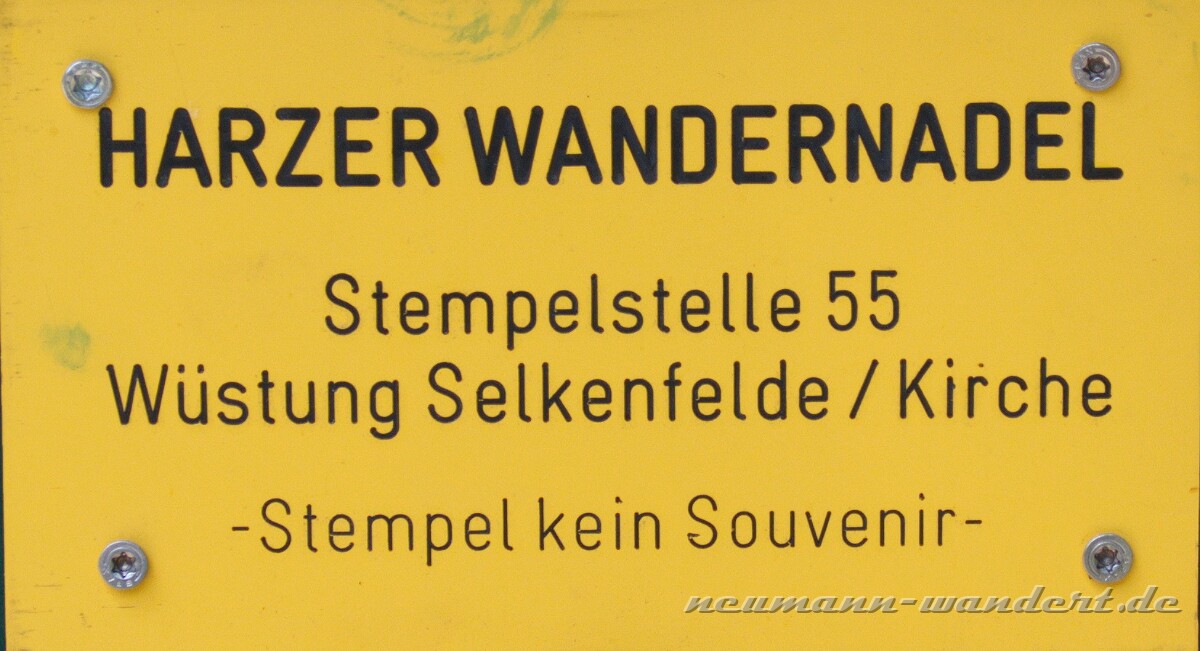 HARZER WANDERNADEL
Stempelstelle 55
Wüstung Selkenfelde / Kirche
-Stempel kein Souvenir-
neumann-wandert.de